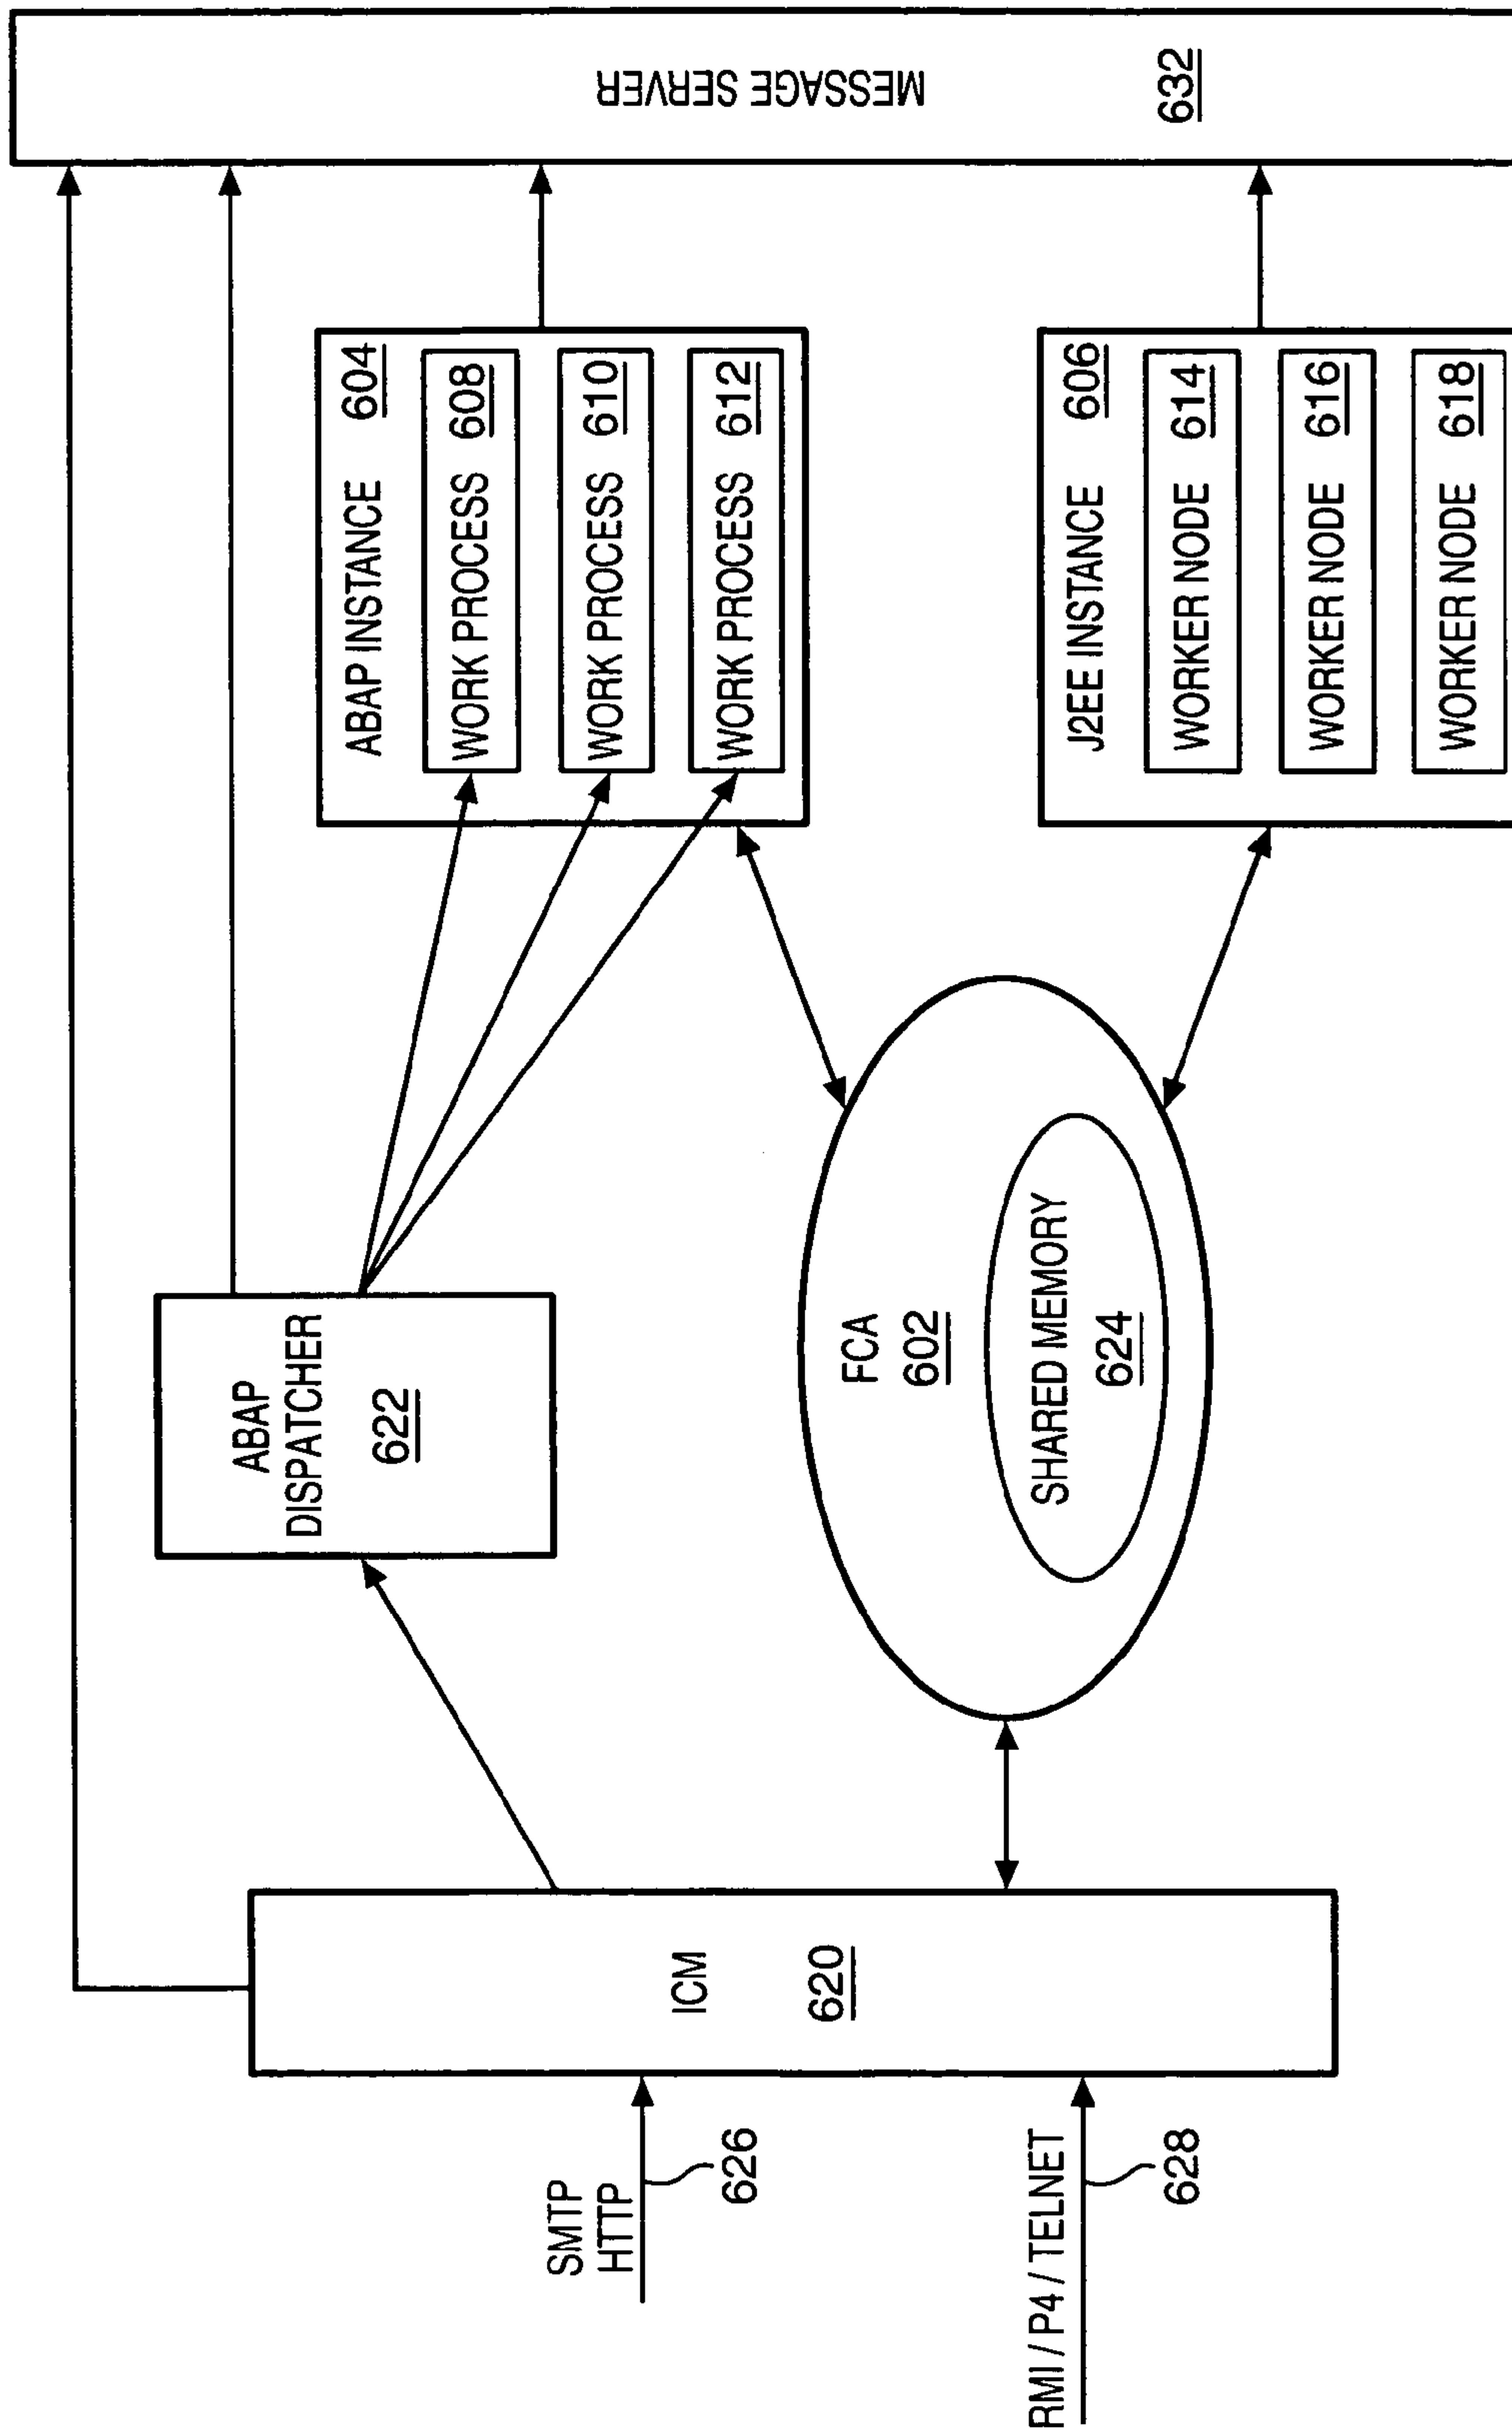 MESSAGE SERVER
632
ABAP INSTANCE 604
WORK PROCESS 608
WORK PROCESS 610
WORK PROCESS 612
J2EE INSTANCE 606
WORKER NODE 614
WORKER NODE 616
WORKER NODE 618
ABAP
DISPATCHER
622
FCA
602
SHARED MEMORY
624
ICM
620
SMTP
HTTP
626
RMI / P4 / TELNET
628